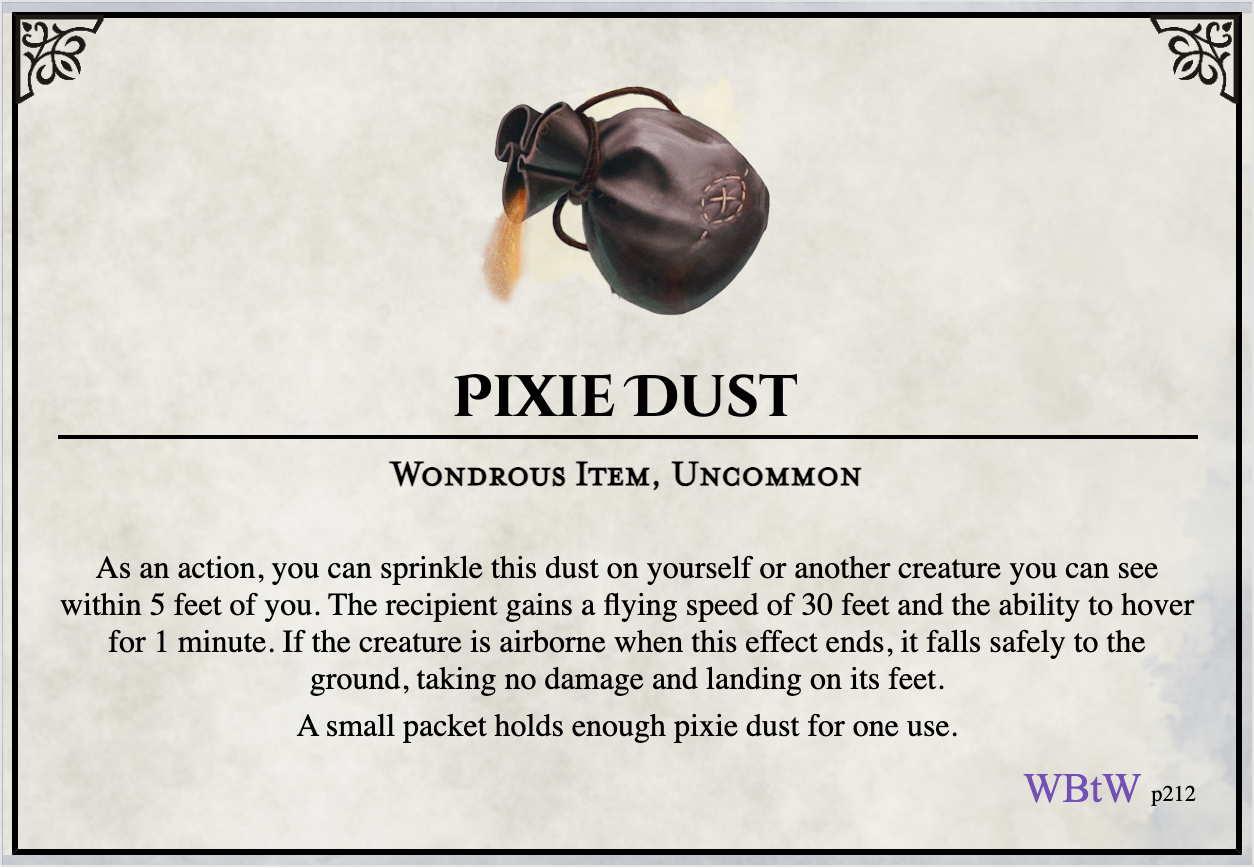 Pixie Dust
Wondrous Item, Uncommon
As an action, you can sprinkle this dust on yourself or another creature you can see
within 5 feet of you. The recipient gains a flying speed of 30 feet and the ability to hover
for 1 minute. If the creature is airborne when this effect ends, it falls safely to the
ground, taking no damage and landing on its feet.
A small packet holds enough pixie dust for one use.
WBtW p212